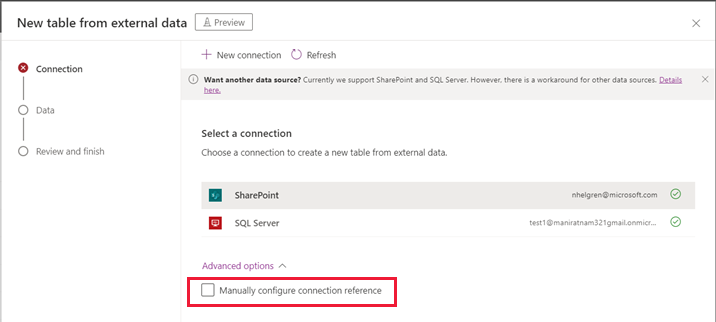 New table from external data
Preview
Connection
Data
Review and finish
New connection
Refresh
Want another data source? Currently we support SharePoint and SQL Server. However, there is a workaround for other data sources. Details
here.
Select a connection
Choose a connection to create a new table from external data.
SharePoint nhelgren@microsoft.com
SQL Server test1@maniratnam321gmail.onmicr...
Advanced options
Manually configure connection reference